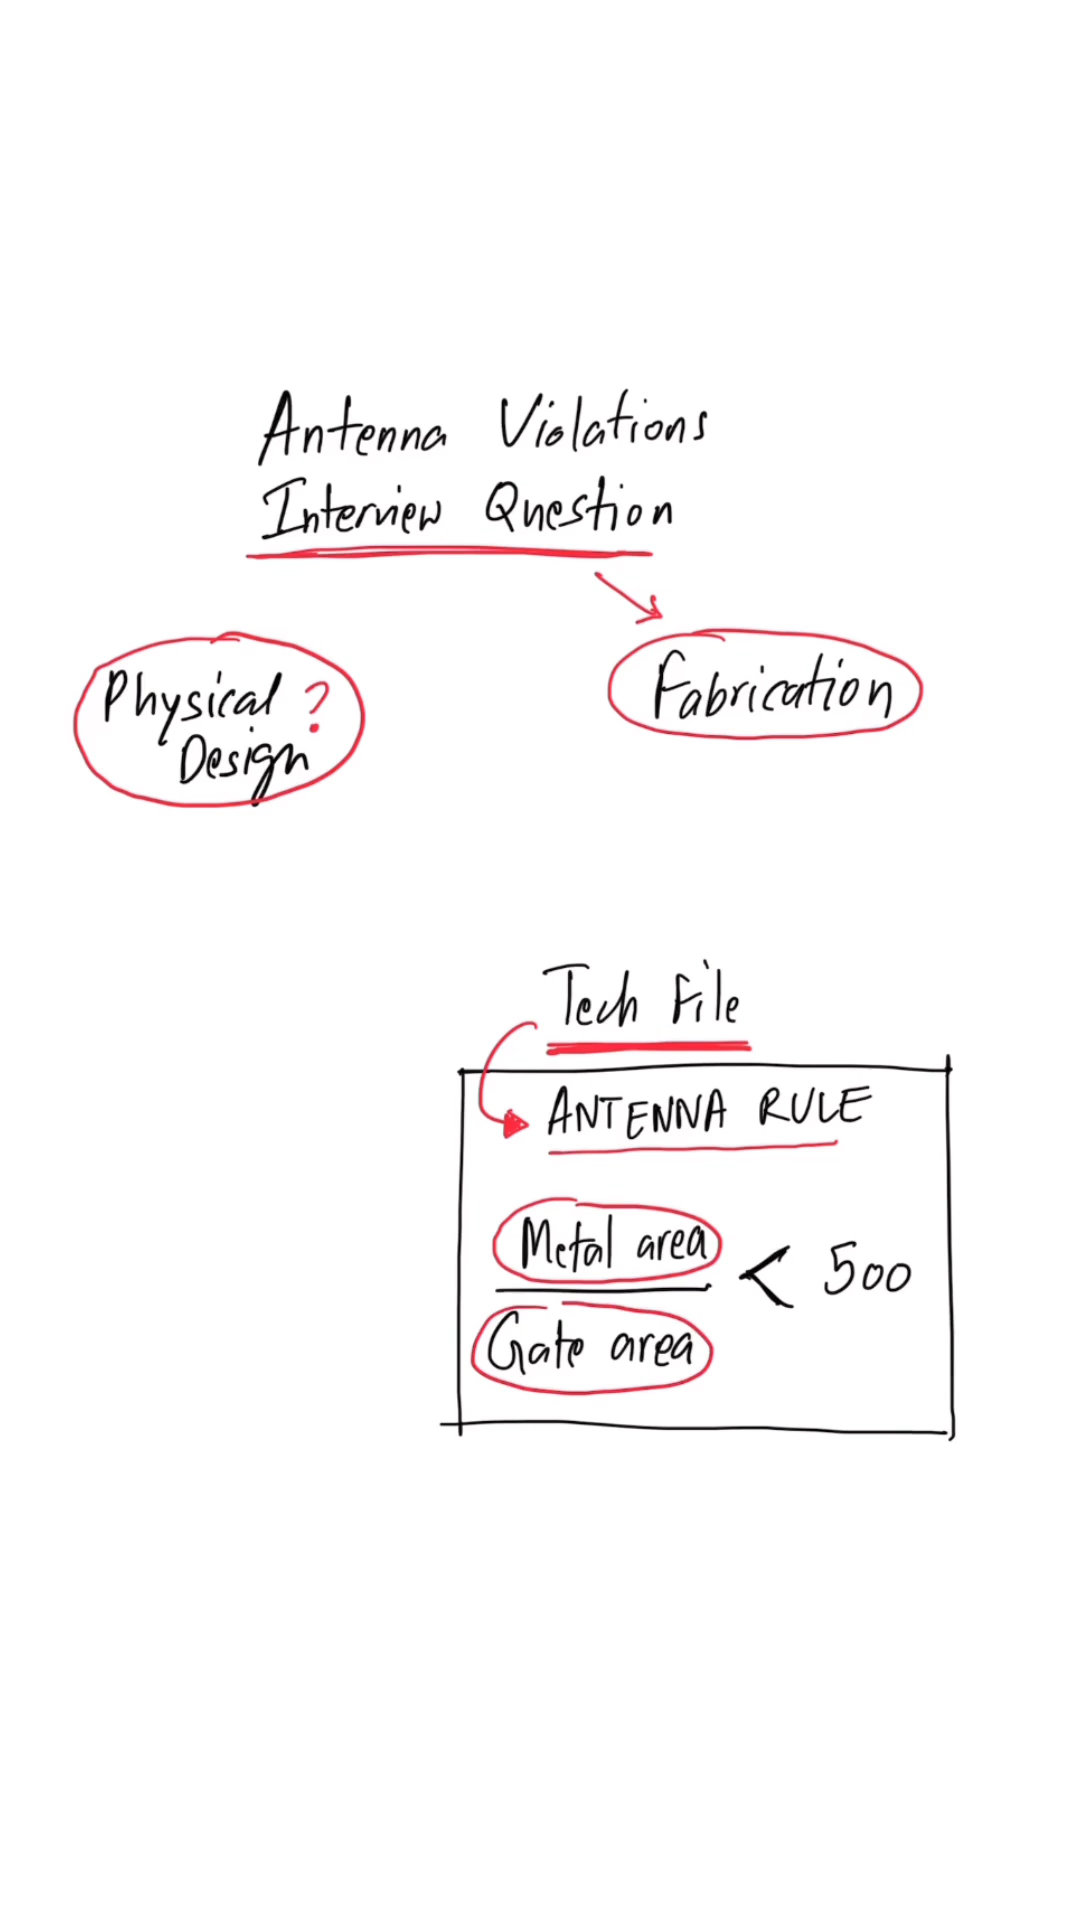 Antenna Violations
Interview Question
Physical ?
Design
Fabrication
Tech File
ANTENNA RULE
Metal area
< 500
Gate area